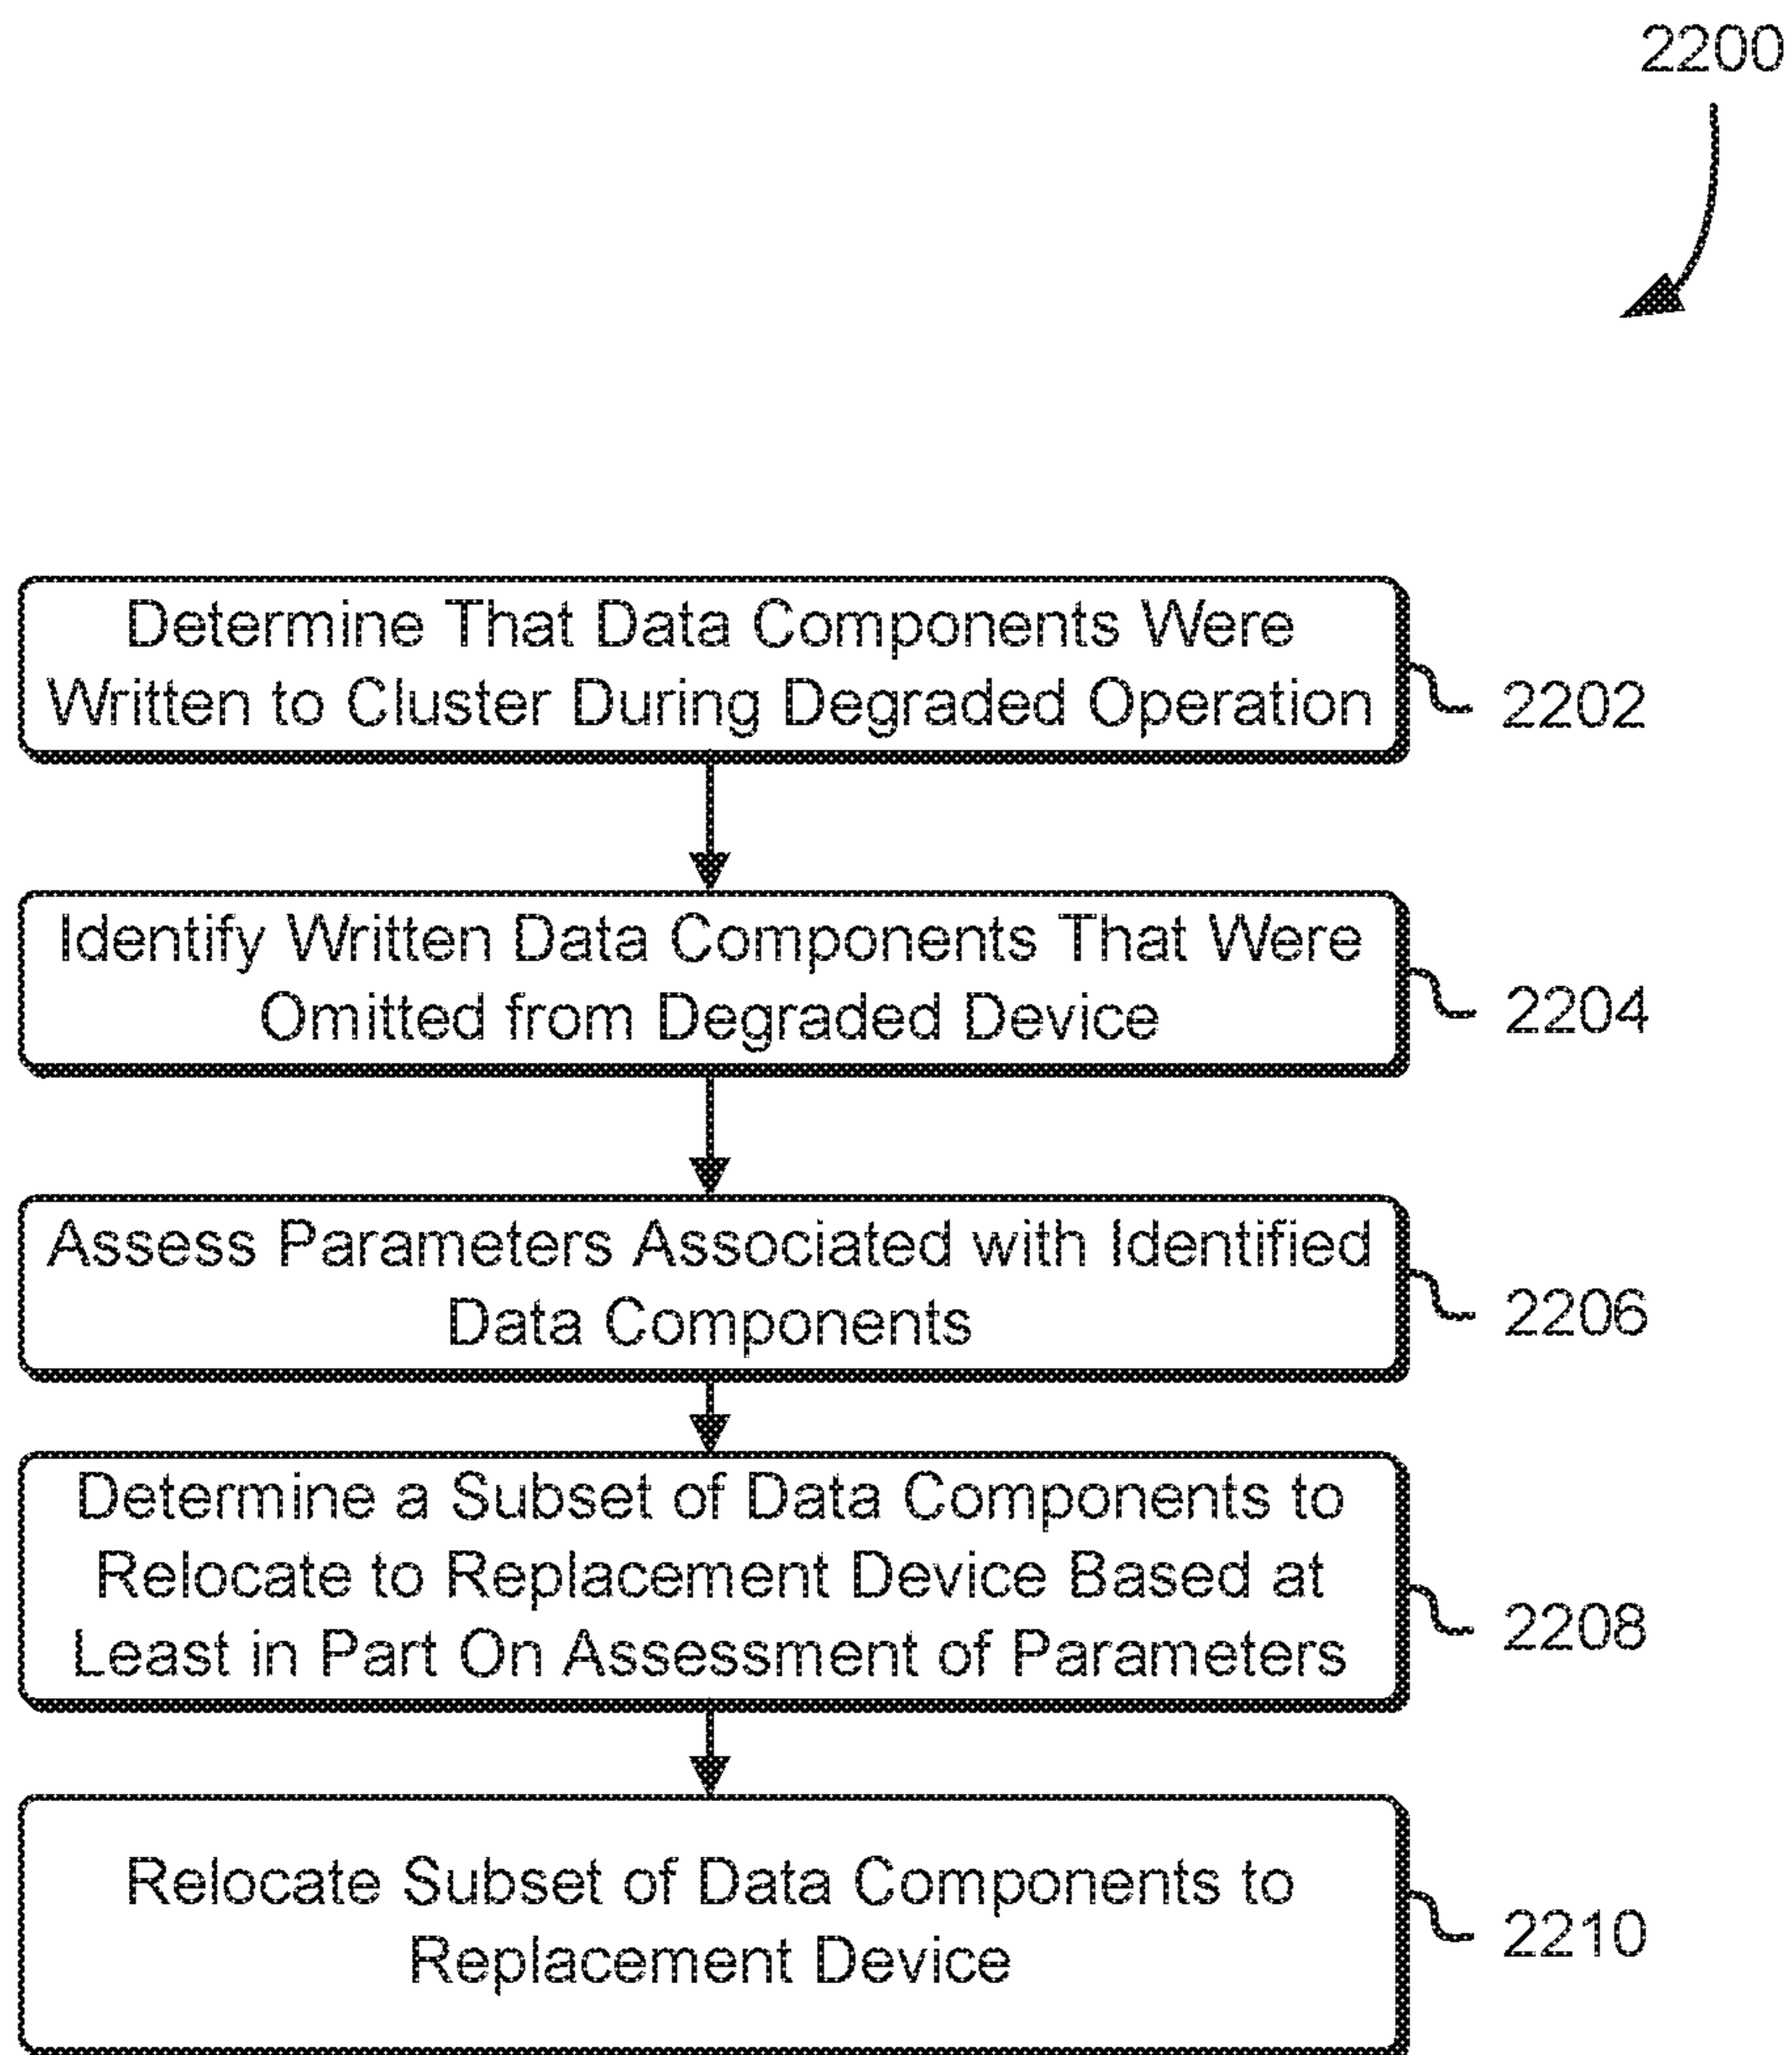 2200
Determine That Data Components Were
Written to Cluster During Degraded Operation
2202
Identify Written Data Components That Were
Omitted from Degraded Device
2204
Assess Parameters Associated with Identified
Data Components
2206
Determine a Subset of Data Components to
Relocate to Replacement Device Based at
Least in Part On Assessment of Parameters
2208
Relocate Subset of Data Components to
Replacement Device
2210